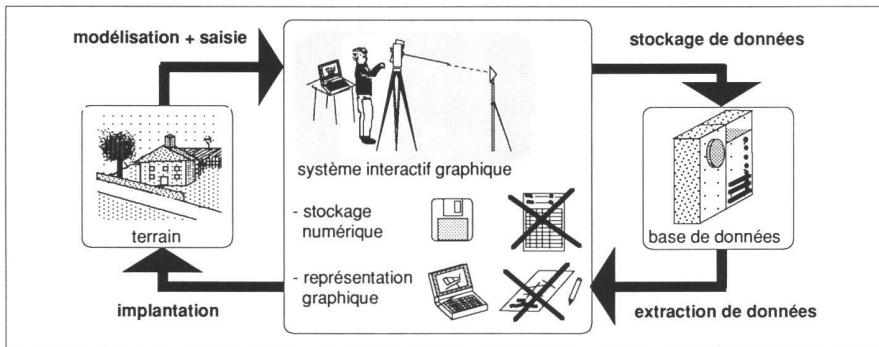 modélisation + saisie
stockage de données
système interactif graphique
terrain
- stockage
numérique
base de données
- représentation
graphique
implantation
extraction de données